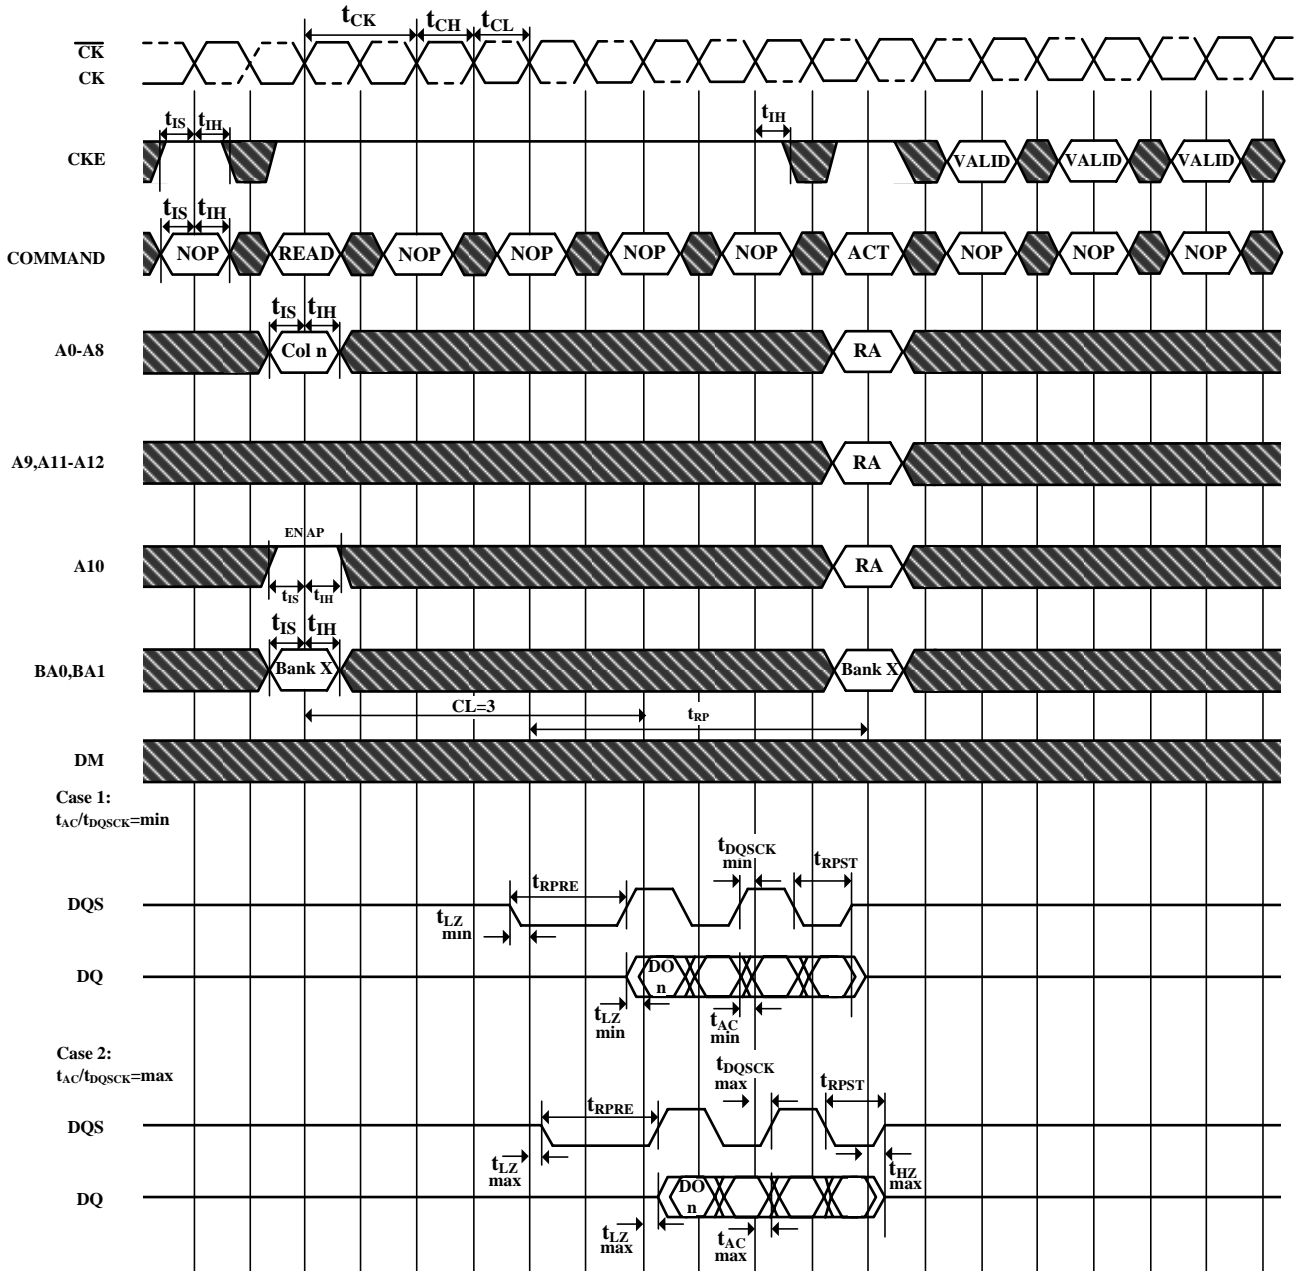 tCK tCH tCL
CK
CK
tIS tIH tIH
CKE VALID VALID VALID
tIS tIH
COMMAND NOP READ NOP NOP NOP NOP ACT NOP NOP NOP
tIS tIH
A0-A8 Col n RA
A9,A11-A12 RA
EN AP
A10 RA
tIS tIH
tIS tIH
BA0,BA1 Bank X Bank X
CL=3
tRP
DM
Case 1:
tAC/tDQSCK=min
tDQSCK
min
tRPST
tRPRE
DQS
tLZ
min
DQ DO
n
tLZ
min
tAC
min
Case 2:
tAC/tDQSCK=max
tDQSCK
max
tRPST
tRPRE
DQS
tLZ
max
tHZ
max
DQ DO
n
tLZ
max
tAC
max